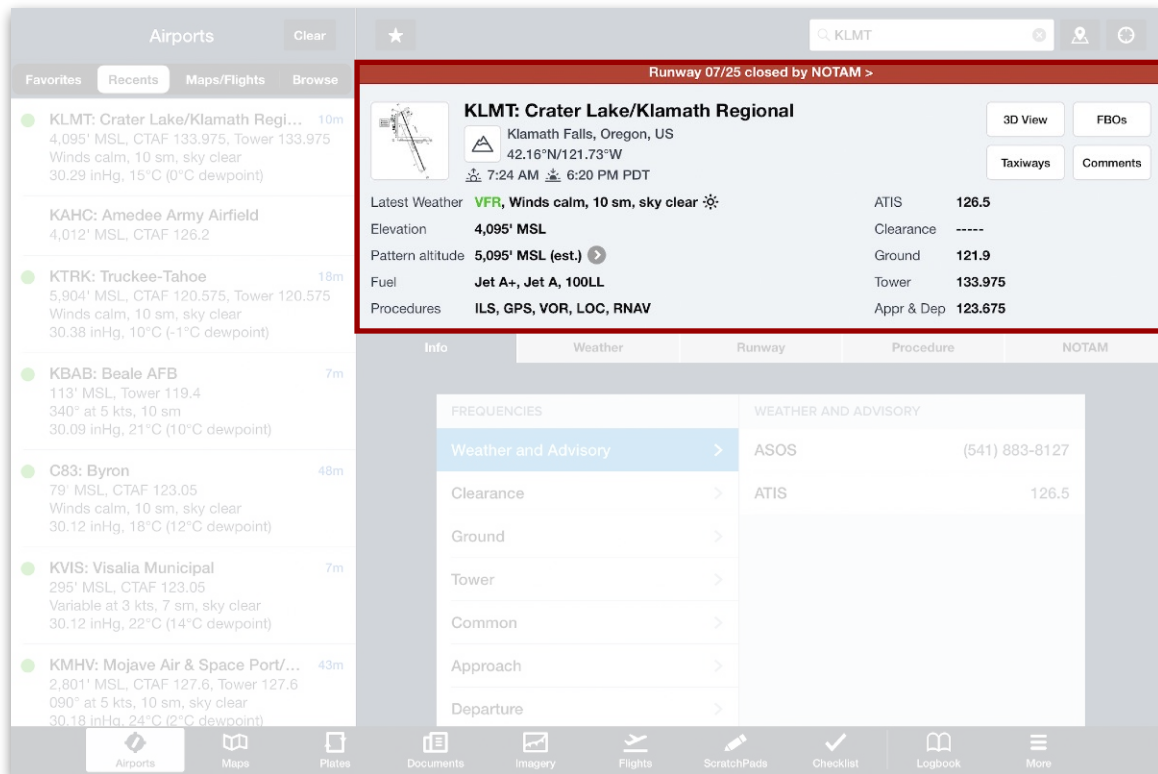 Airports
Clear
KLMT
Favorites Recents Maps/Flights Browse
KLMT: Crater Lake/Klamath Regi... 10m
4,095' MSL, CTAF 133.975, Tower 133.975
Winds calm, 10 sm, sky clear
30.29 inHg, 15°C (0°C dewpoint)
KAHC: Amedee Army Airfield
4,012' MSL, CTAF 126.2
KTRK: Truckee-Tahoe 18m
5,904' MSL, CTAF 120.575, Tower 120.575
Winds calm, 10 sm, sky clear
30.38 inHg, 10°C (-1°C dewpoint)
KBAB: Beale AFB 7m
113' MSL, Tower 119.4
340° at 5 kts, 10 sm
30.09 inHg, 21°C (10°C dewpoint)
C83: Byron 48m
79' MSL, CTAF 123.05
Winds calm, 10 sm, sky clear
30.12 inHg, 18°C (12°C dewpoint)
KVIS: Visalia Municipal 7m
295' MSL, CTAF 123.05
Variable at 3 kts, 7 sm, sky clear
30.12 inHg, 22°C (14°C dewpoint)
KMHV: Mojave Air & Space Port/... 43m
2,801' MSL, CTAF 127.6, Tower 127.6
090° at 5 kts, 10 sm, sky clear
30.18 inHg, 24°C (2°C dewpoint)
Runway 07/25 closed by NOTAM >
KLMT: Crater Lake/Klamath Regional
Klamath Falls, Oregon, US
42.16°N/121.73°W
7:24 AM 6:20 PM PDT
3D View FBOs
Taxiways Comments
Latest Weather VFR, Winds calm, 10 sm, sky clear
Elevation 4,095' MSL
Pattern altitude 5,095' MSL (est.)
Fuel Jet A+, Jet A, 100LL
Procedures ILS, GPS, VOR, LOC, RNAV
ATIS 126.5
Clearance -----
Ground 121.9
Tower 133.975
Appr & Dep 123.675
Info Weather Runway Procedure NOTAM
FREQUENCIES
Weather and Advisory
Clearance
Ground
Tower
Common
Approach
Departure
WEATHER AND ADVISORY
ASOS (541) 883-8127
ATIS 126.5
Airports Maps Plates Documents Imagery Flights ScratchPads Checklist Logbook More